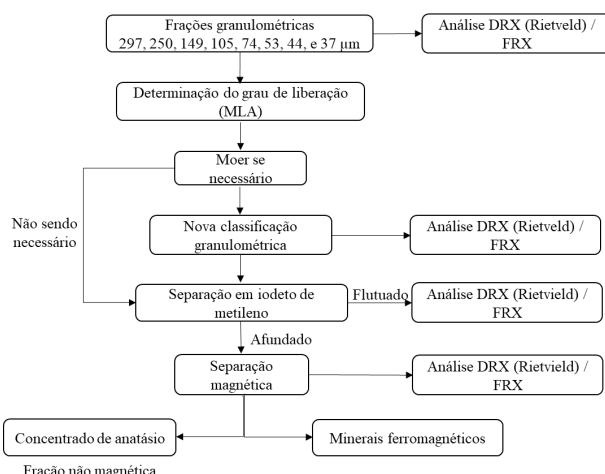 Frações granulométricas
297, 250, 149, 105, 74, 53, 44, e 37 µm
Análise DRX (Rietveld) /
FRX
Determinação do grau de liberação
(MLA)
Moer se
necessário
Não sendo
necessário
Nova classificação
granulométrica
Análise DRX (Rietveld) /
FRX
Separação em iodeto de
metileno
Flutuado
Análise DRX (Rietvield) /
FRX
Afundado
Separação
magnética
Análise DRX (Rietvield) /
FRX
Concentrado de anatásio
Minerais ferromagnéticos
Fração não magnética